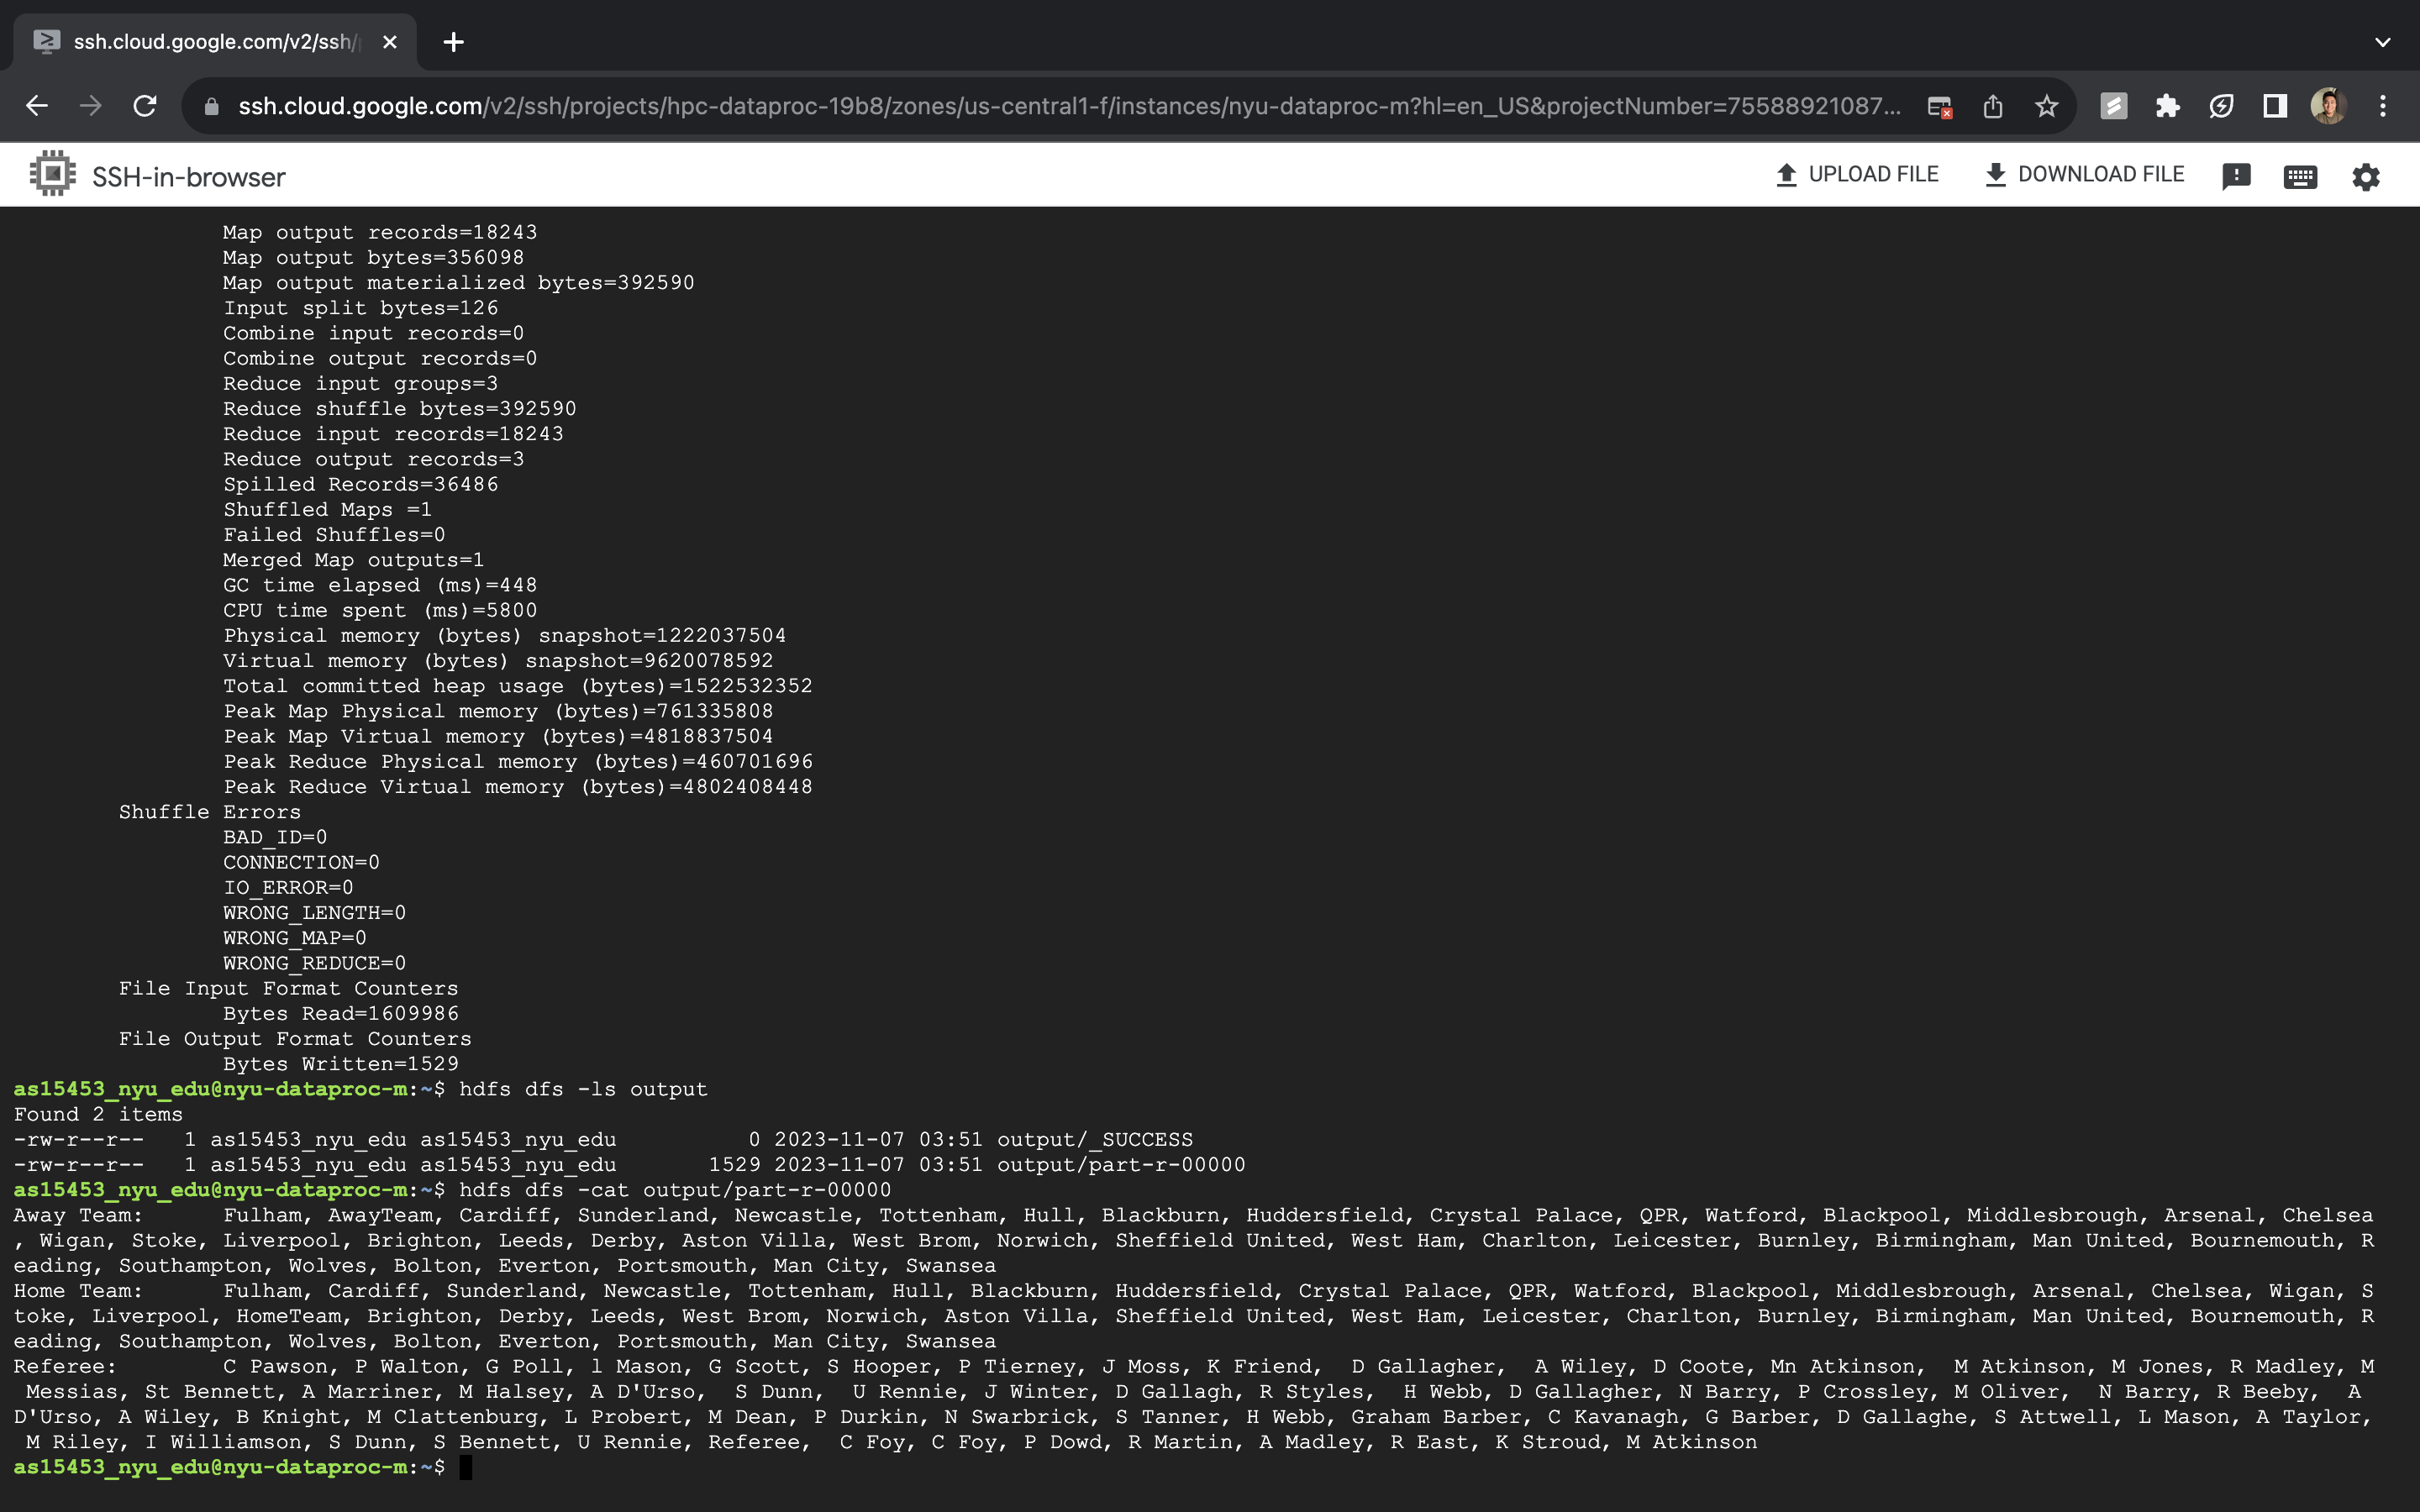 ssh.cloud.google.com/v2/ssh/
ssh.cloud.google.com/v2/ssh/projects/hpc-dataproc-19b8/zones/us-central1-f/instances/nyu-dataproc-m?hl=en_US&projectNumber=75588921087...
SSH-in-browser
UPLOAD FILE
DOWNLOAD FILE
Map output records=18243
Map output bytes=356098
Map output materialized bytes=392590
Input split bytes=126
Combine input records=0
Combine output records=0
Reduce input groups=3
Reduce shuffle bytes=392590
Reduce input records=18243
Reduce output records=3
Spilled Records=36486
Shuffled Maps =1
Failed Shuffles=0
Merged Map outputs=1
GC time elapsed (ms)=448
CPU time spent (ms)=5800
Physical memory (bytes) snapshot=1222037504
Virtual memory (bytes) snapshot=9620078592
Total committed heap usage (bytes)=1522532352
Peak Map Physical memory (bytes)=761335808
Peak Map Virtual memory (bytes)=4818837504
Peak Reduce Physical memory (bytes)=460701696
Peak Reduce Virtual memory (bytes)=4802408448
Shuffle Errors
BAD_ID=0
CONNECTION=0
IO_ERROR=0
WRONG_LENGTH=0
WRONG_MAP=0
WRONG_REDUCE=0
File Input Format Counters
Bytes Read=1609986
File Output Format Counters
Bytes Written=1529
as15453_nyu_edu@nyu-dataproc-m:~$ hdfs dfs -ls output
Found 2 items
-rw-r--r--   1 as15453_nyu_edu as15453_nyu_edu          0 2023-11-07 03:51 output/_SUCCESS
-rw-r--r--   1 as15453_nyu_edu as15453_nyu_edu       1529 2023-11-07 03:51 output/part-r-00000
as15453_nyu_edu@nyu-dataproc-m:~$ hdfs dfs -cat output/part-r-00000
Away Team:      Fulham, AwayTeam, Cardiff, Sunderland, Newcastle, Tottenham, Hull, Blackburn, Huddersfield, Crystal Palace, QPR, Watford, Blackpool, Middlesbrough, Arsenal, Chelsea
, Wigan, Stoke, Liverpool, Brighton, Leeds, Derby, Aston Villa, West Brom, Norwich, Sheffield United, West Ham, Charlton, Leicester, Burnley, Birmingham, Man United, Bournemouth, R
eading, Southampton, Wolves, Bolton, Everton, Portsmouth, Man City, Swansea
Home Team:      Fulham, Cardiff, Sunderland, Newcastle, Tottenham, Hull, Blackburn, Huddersfield, Crystal Palace, QPR, Watford, Blackpool, Middlesbrough, Arsenal, Chelsea, Wigan, S
toke, Liverpool, HomeTeam, Brighton, Derby, Leeds, West Brom, Norwich, Aston Villa, Sheffield United, West Ham, Leicester, Charlton, Burnley, Birmingham, Man United, Bournemouth, R
eading, Southampton, Wolves, Bolton, Everton, Portsmouth, Man City, Swansea
Referee:        C Pawson, P Walton, G Poll, l Mason, G Scott, S Hooper, P Tierney, J Moss, K Friend,  D Gallagher,  A Wiley, D Coote, Mn Atkinson,  M Atkinson, M Jones, R Madley, M
 Messias, St Bennett, A Marriner, M Halsey, A D'Urso,  S Dunn,  U Rennie, J Winter, D Gallagh, R Styles,  H Webb, D Gallagher, N Barry, P Crossley, M Oliver,  N Barry, R Beeby,  A
D'Urso, A Wiley, B Knight, M Clattenburg, L Probert, M Dean, P Durkin, N Swarbrick, S Tanner, H Webb, Graham Barber, C Kavanagh, G Barber, D Gallaghe, S Attwell, L Mason, A Taylor,
 M Riley, I Williamson, S Dunn, S Bennett, U Rennie, Referee,  C Foy, C Foy, P Dowd, R Martin, A Madley, R East, K Stroud, M Atkinson
as15453_nyu_edu@nyu-dataproc-m:~$